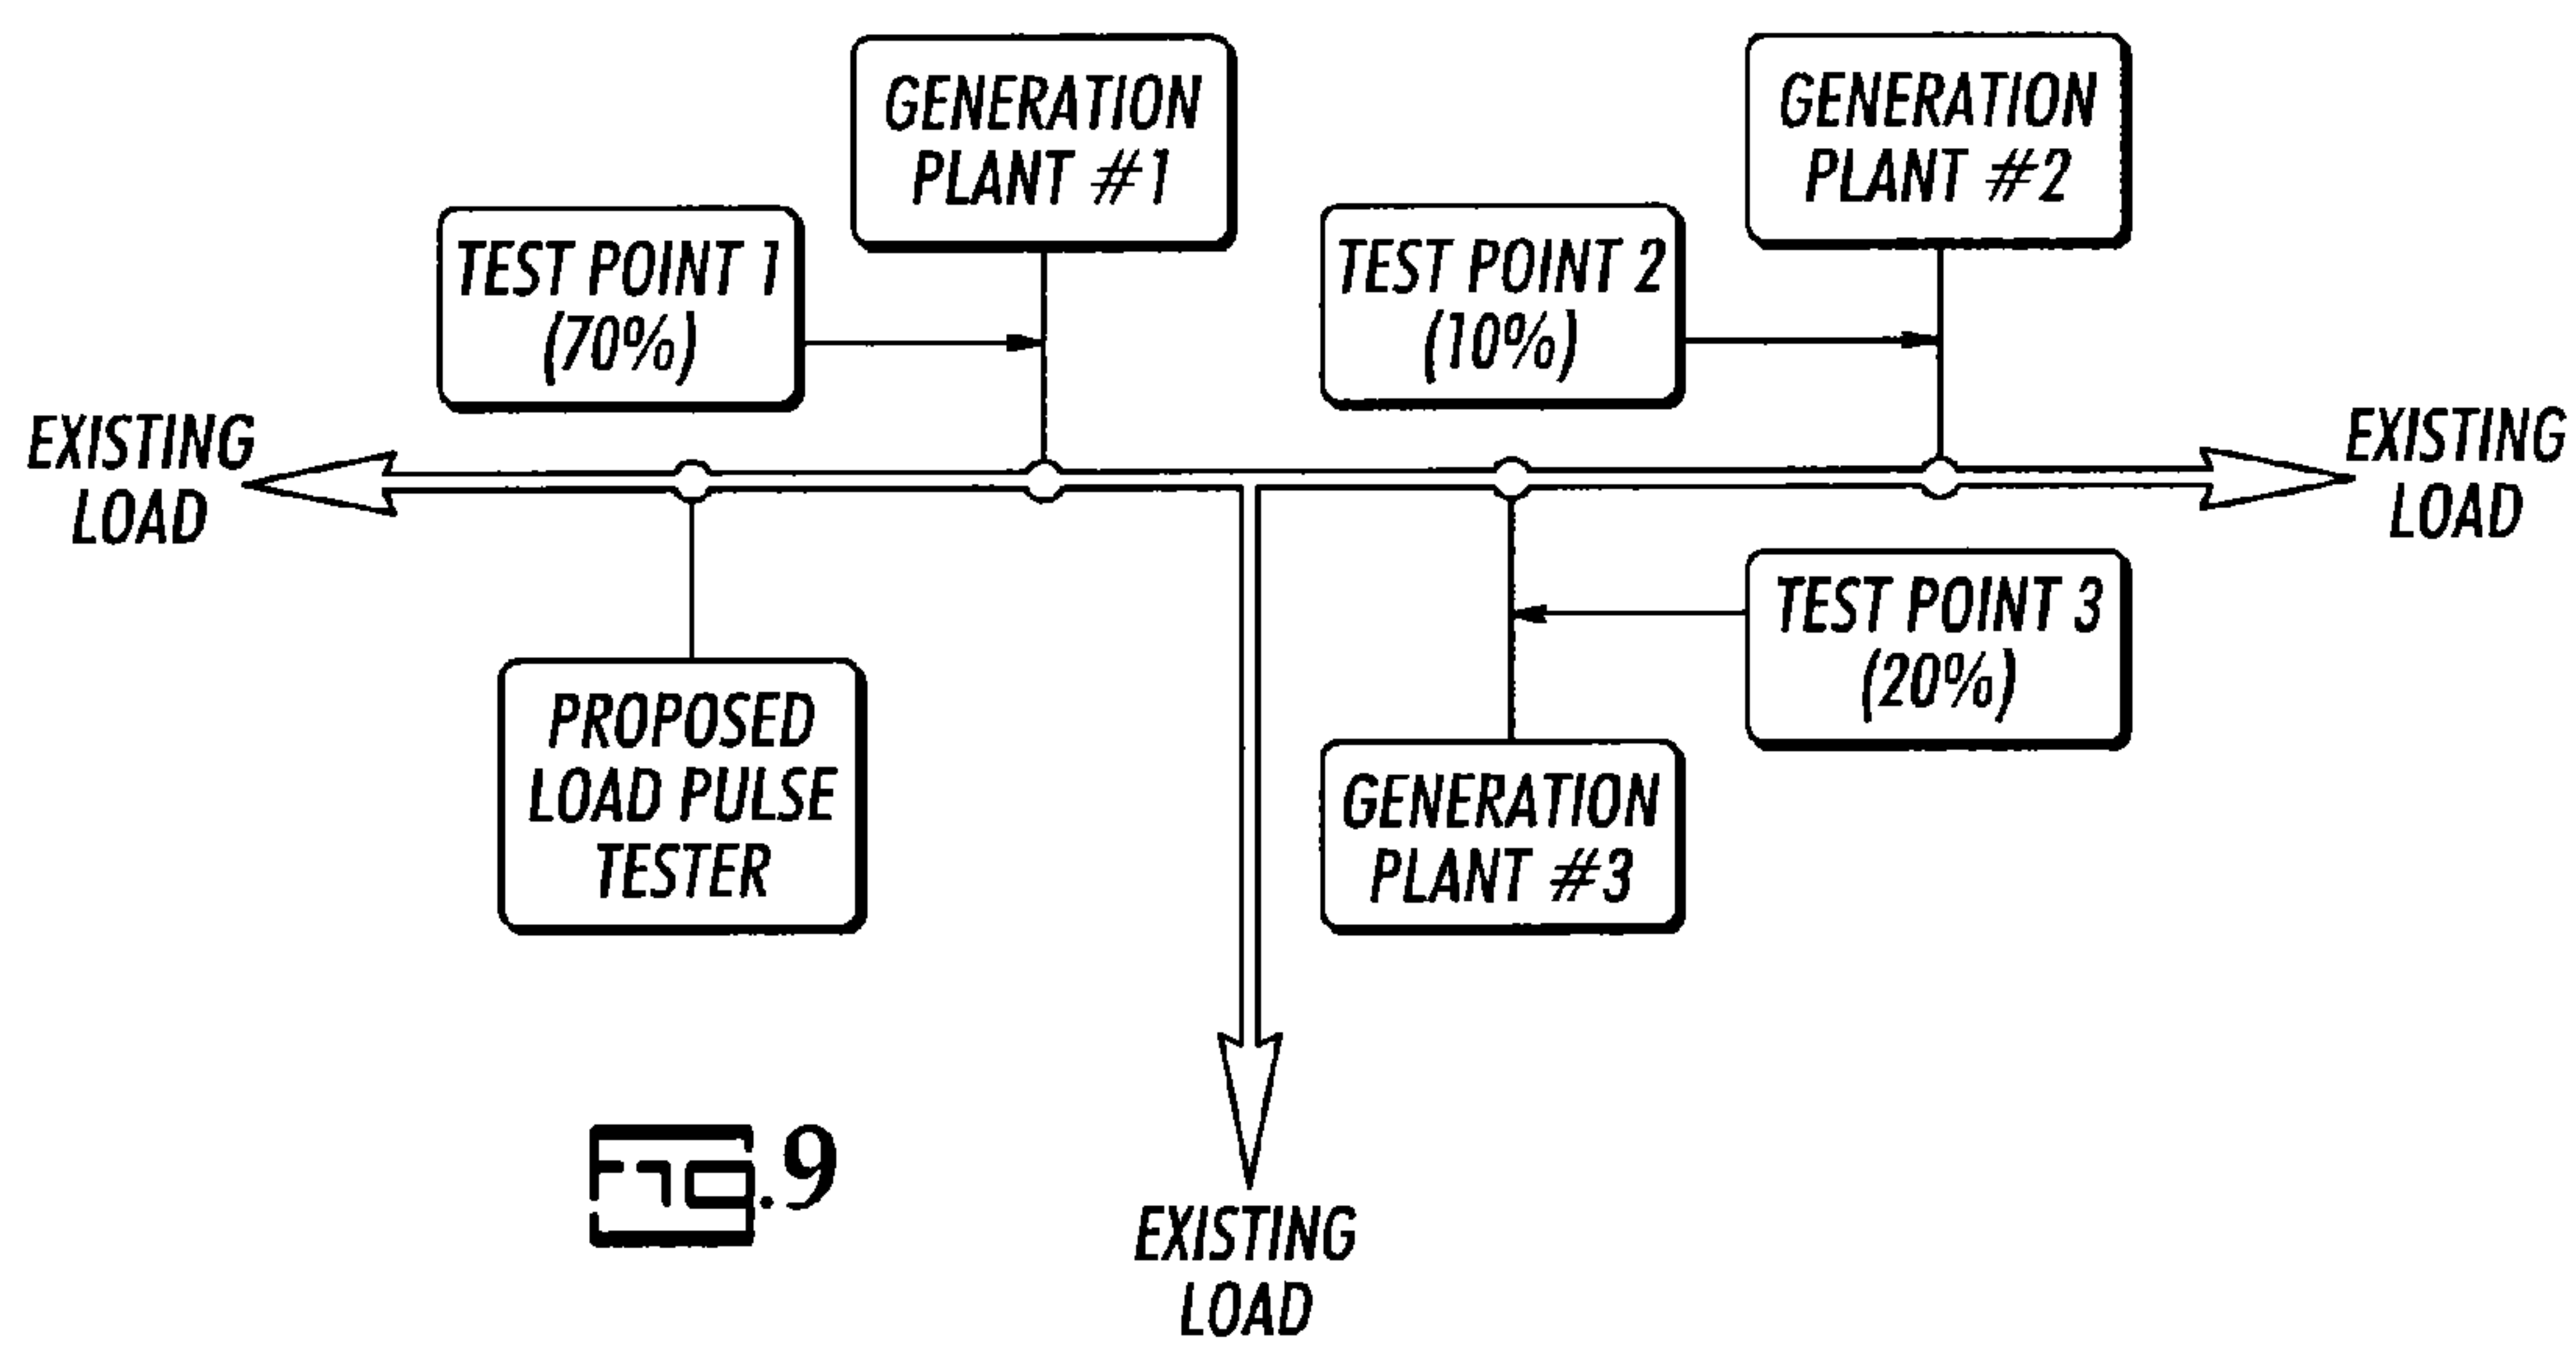 GENERATION
PLANT #1
GENERATION
PLANT #2
TEST POINT 1
(70%)
TEST POINT 2
(10%)
EXISTING
LOAD
EXISTING
LOAD
TEST POINT 3
(20%)
PROPOSED
LOAD PULSE
TESTER
GENERATION
PLANT #3
FIG.9
EXISTING
LOAD